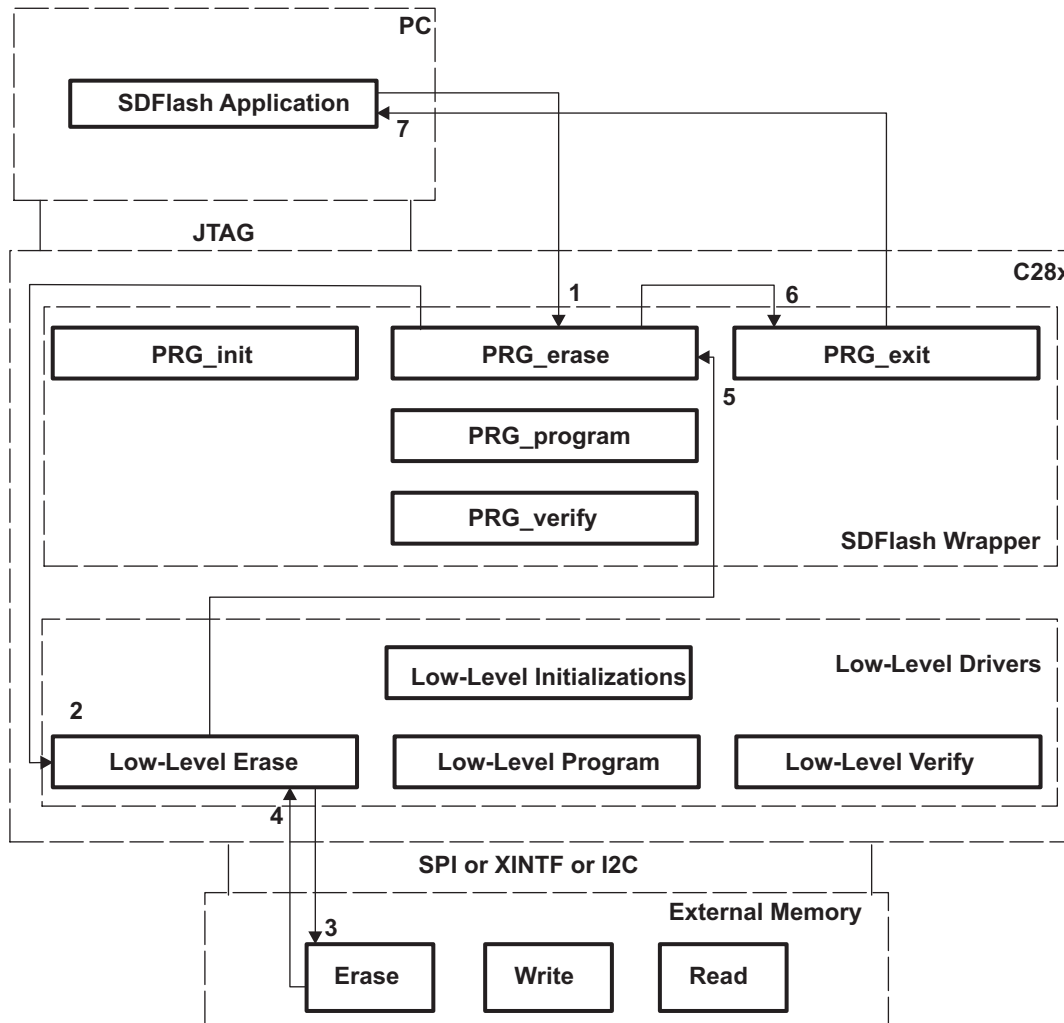 PC
SDFlash Application
7
JTAG
C28x
1
6
PRG_init
PRG_erase
PRG_exit
5
PRG_program
PRG_verify
SDFlash Wrapper
Low-Level Drivers
Low-Level Initializations
2
Low-Level Erase
Low-Level Program
Low-Level Verify
4
SPI or XINTF or I2C
External Memory
3
Erase
Write
Read